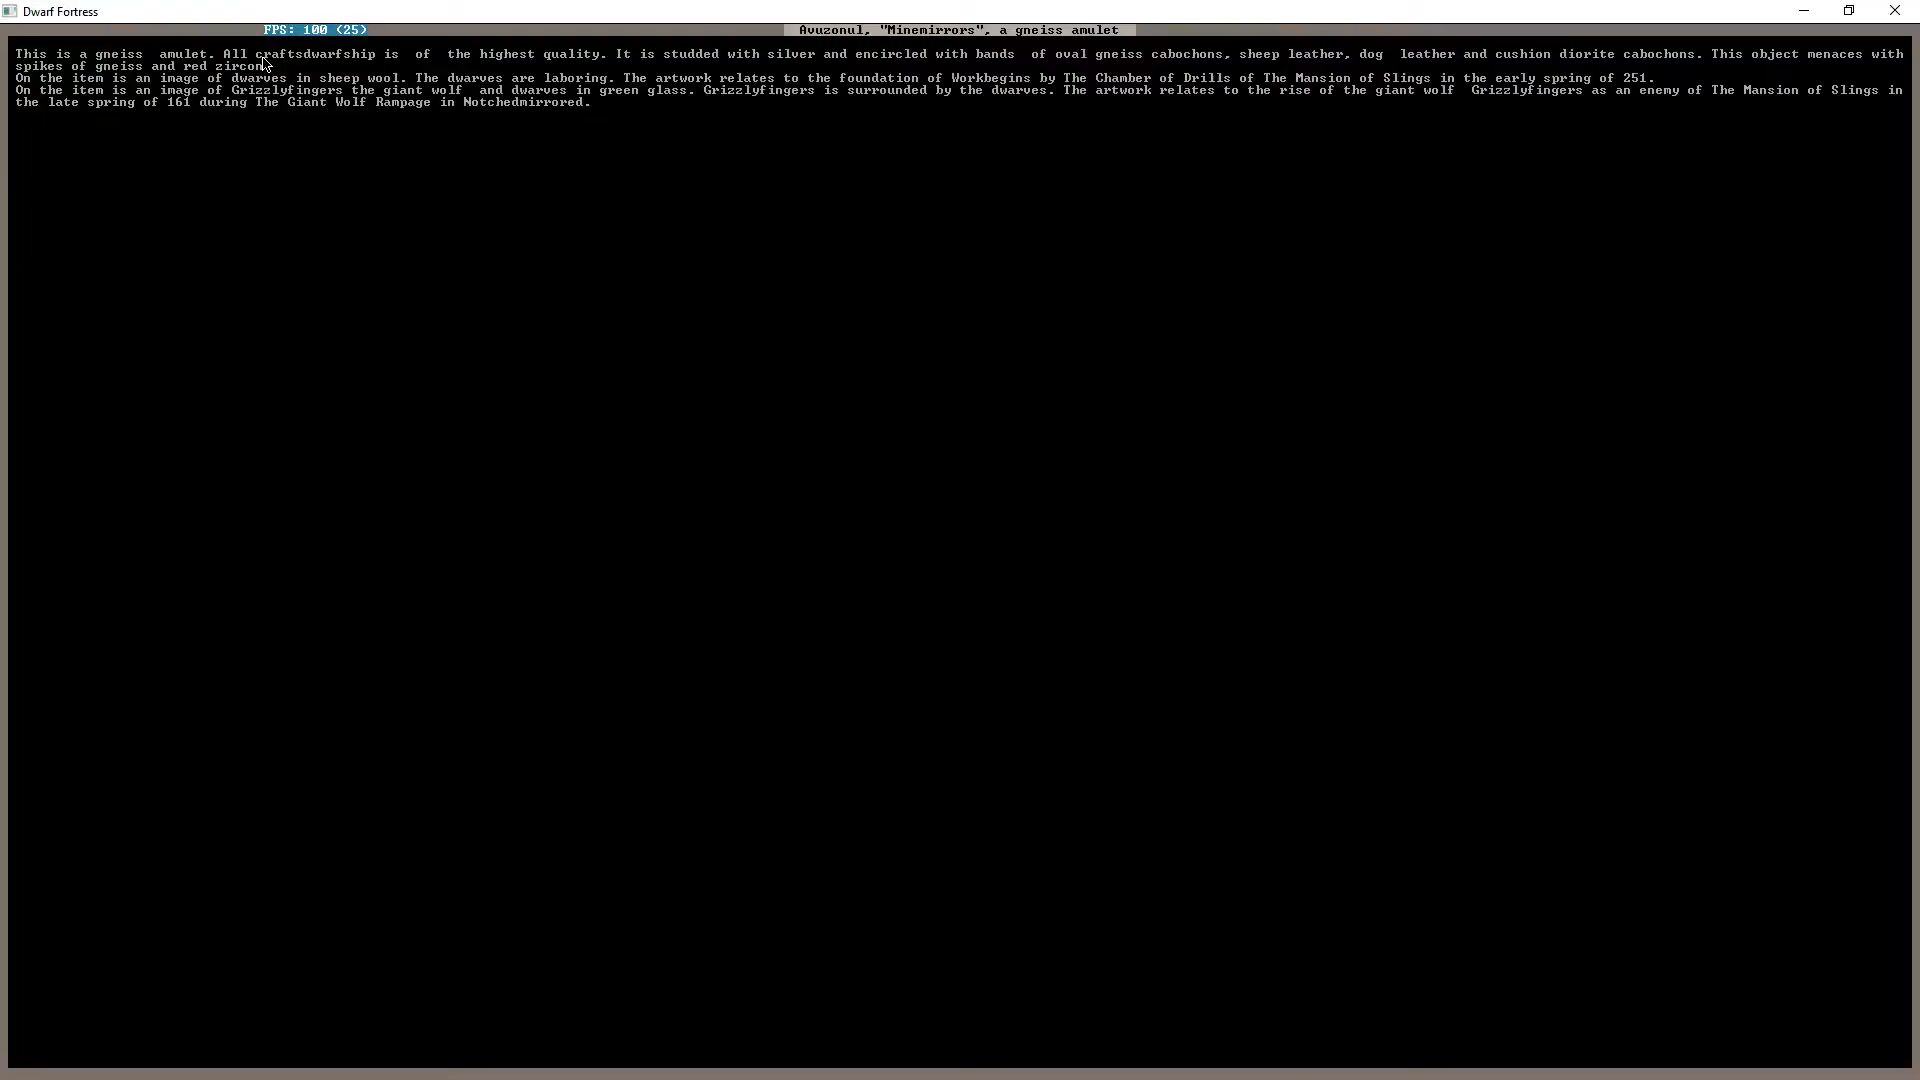 Dwarf Fortress
FPS: 100 (25)
Avuzonul, "Minemirrors", a gneiss amulet
This is a gneiss amulet. All craftsdwarfship is of the highest quality. It is studded with silver and encircled with bands of oval gneiss cabochons, sheep leather, dog leather and cushion diorite cabochons. This object menaces with
spikes of gneiss and red zircon
On the item is an image of dwarves in sheep wool. The dwarves are laboring. The artwork relates to the foundation of Workbegins by The Chamber of Drills of The Mansion of Slings in the early spring of 251.
On the item is an image of Grizzlyfingers the giant wolf and dwarves in green glass. Grizzlyfingers is surrounded by the dwarves. The artwork relates to the rise of the giant wolf Grizzlyfingers as an enemy of The Mansion of Slings in
the late spring of 161 during The Giant Wolf Rampage in Notchedmirrored.